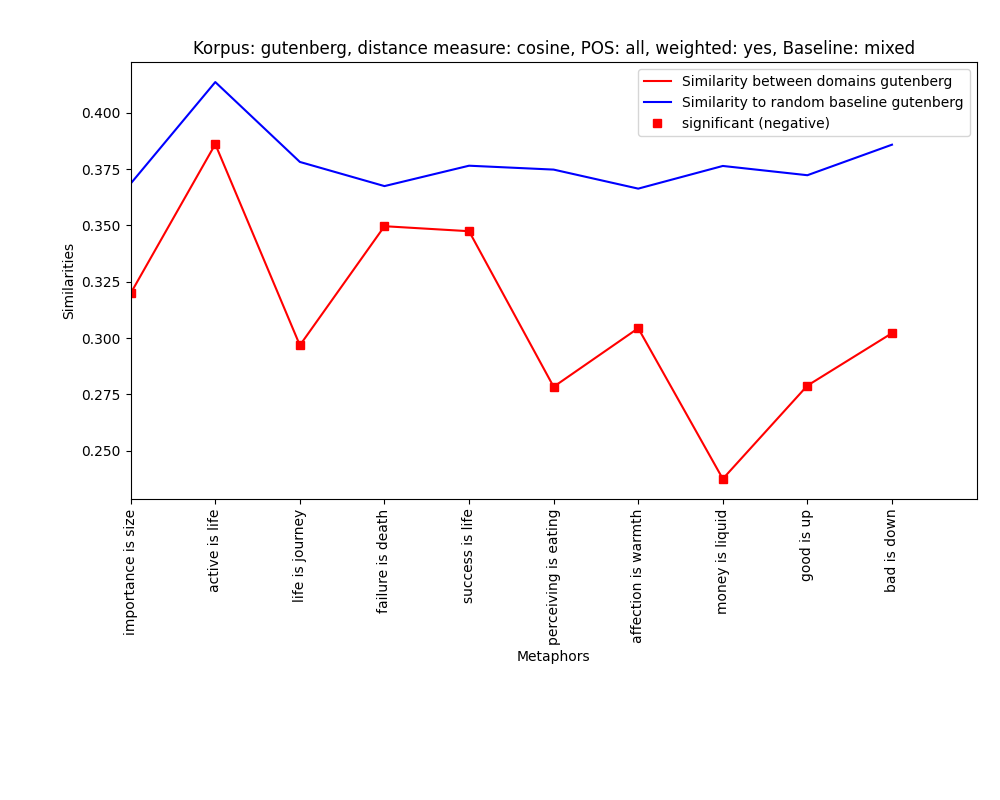 Korpus: gutenberg, distance measure: cosine, POS: all, weighted: yes, Baseline: mixed
Similarity between domains gutenberg
Similarity to random baseline gutenberg
significant (negative)
Similarities
0.400
0.375
0.350
0.325
0.300
0.275
0.250
importance is size
active is life
life is journey
failure is death
success is life
perceiving is eating
affection is warmth
money is liquid
good is up
bad is down
Metaphors